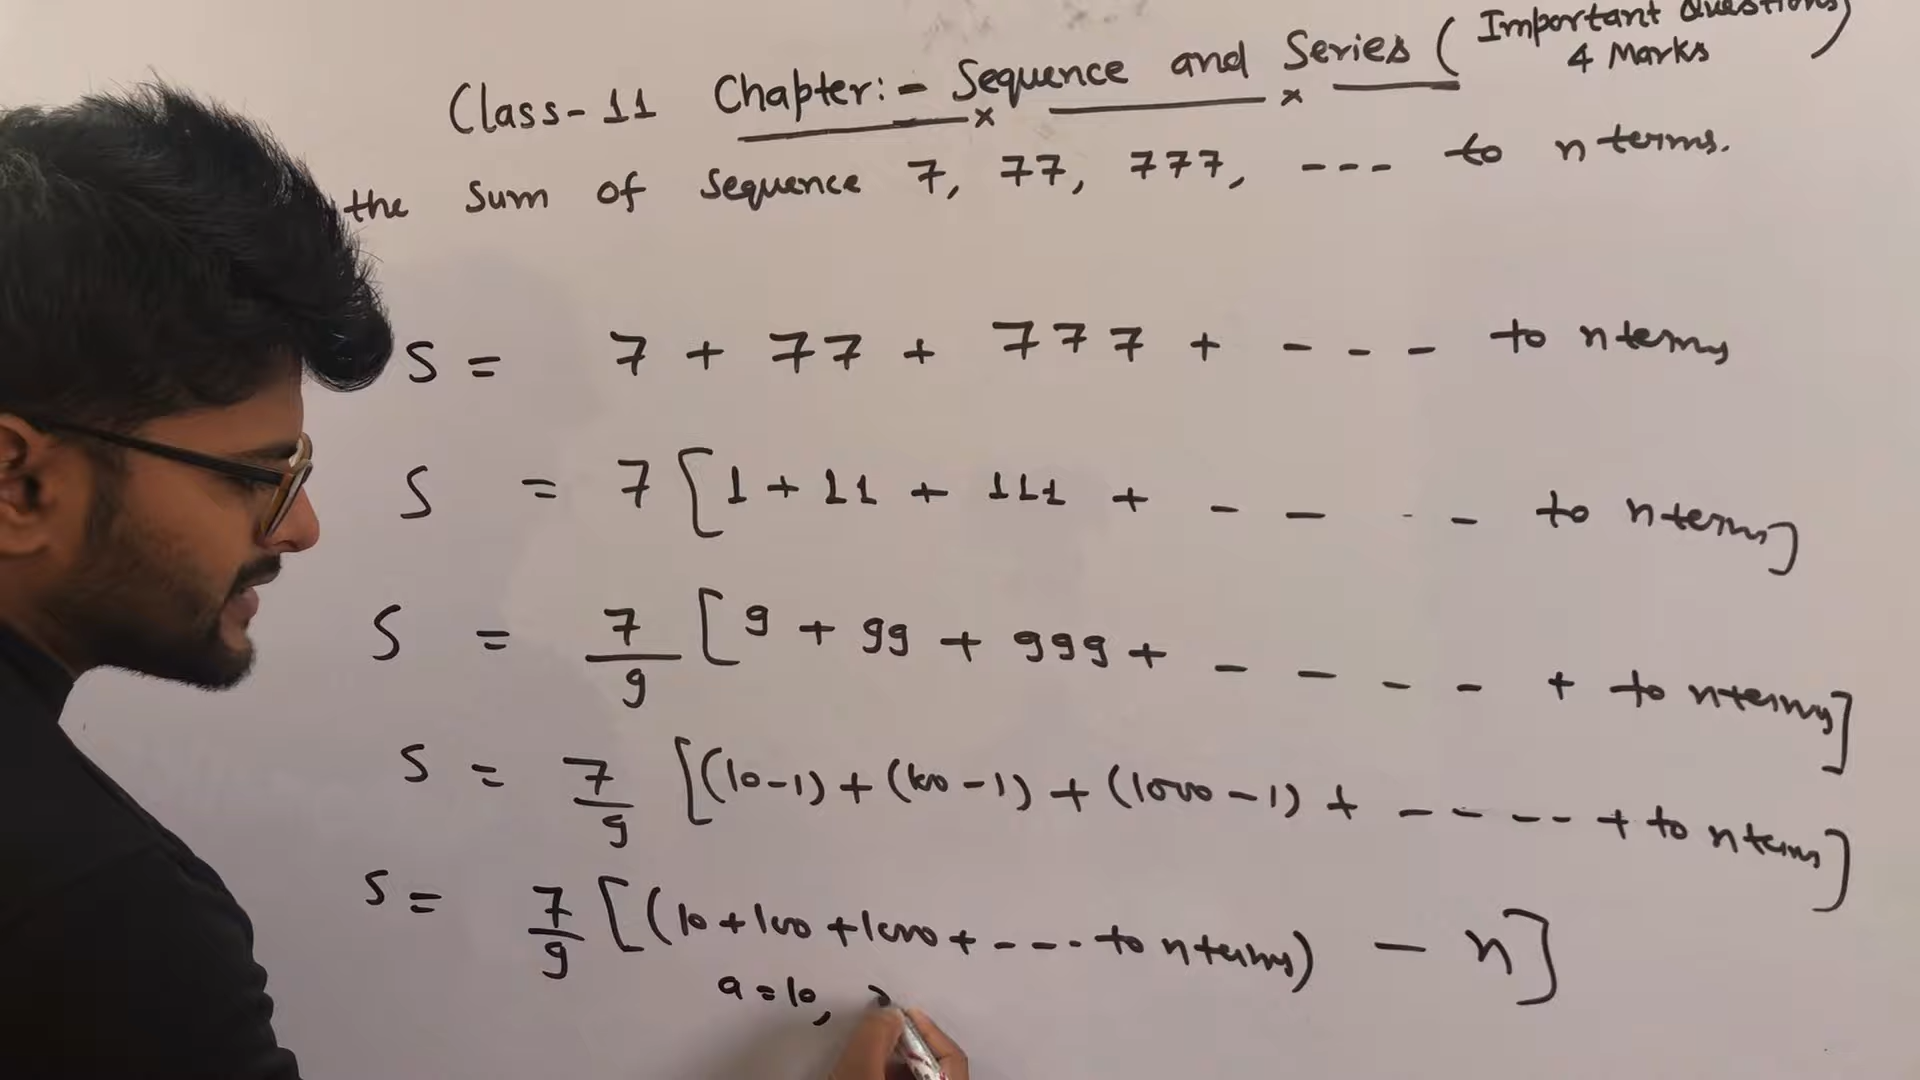 Class-11 Chapter:- Sequence and Series (Important Questions)
4 Marks
the sum of sequence 7, 77, 777, --- to n terms.
S = 7 + 77 + 777 + - - - to n terms
S = 7 [1 + 11 + 111 + - - - - to n terms]
S = 7/9 [9 + 99 + 999 + - - - - + to n terms]
S = 7/9 [(10-1) + (100-1) + (1000-1) + - - - - + to n terms]
S = 7/9 [(10 + 100 + 1000 + - - - - to n terms) - n]
a = 10,